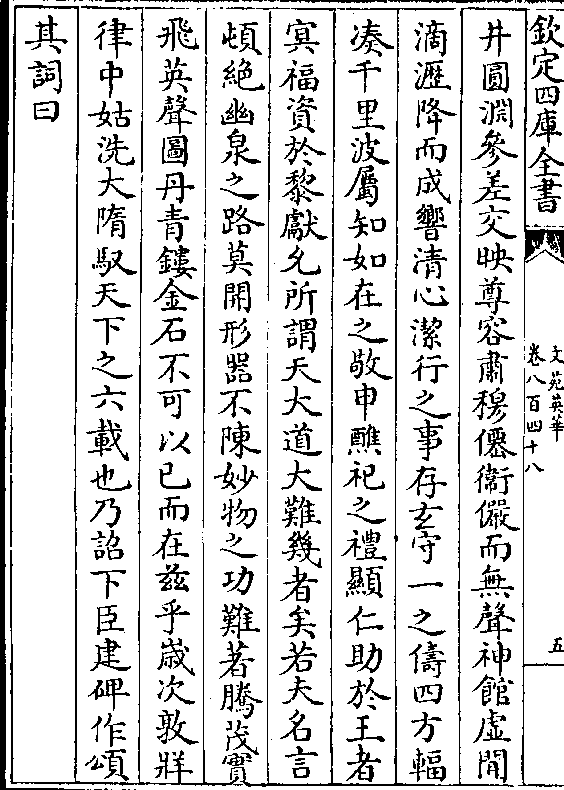 欽定四庫全書
文苑英華
卷八百四十八
五
井圓淵參差交映尊容肅穆僊衛儼而無聲神館虛閒
滴瀝降而成響清心潔行之事存玄守一之儔四方輻
湊千里波屬知如在之敬申醮祀之禮顯仁助於王者
㝠福資於黎獻允所謂天大道大難幾者矣若夫名言
頓絶幽泉之路莫開形器不陳妙物之功難著騰茂實
飛英聲圖丹青鏤金石不可以已而在兹乎歲次敦牂
律中姑洗大隋馭天下之六載也乃詔下臣建碑作頌
其詞曰